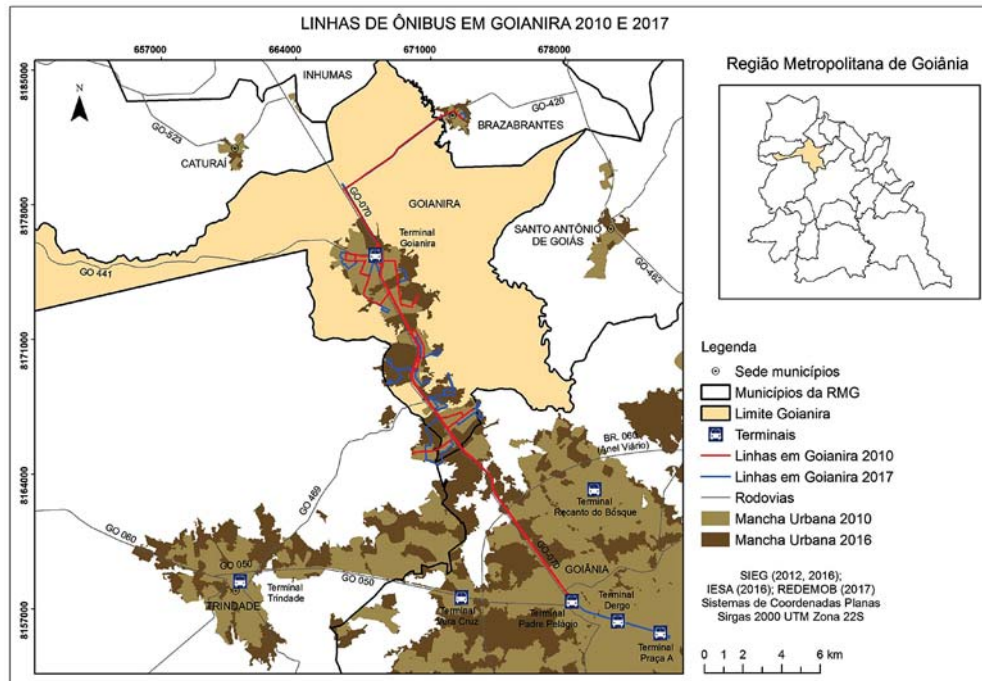 LINHAS DE ÔNIBUS EM GOIANIRA 2010 E 2017
657000
664000
671000
678000
8185000
8178000
8171000
8164000
8157000
N
INHUMAS
GO-523
CATURAÍ
GO-420
BRAZABRANTES
GO-070
GOIANIRA
Terminal
Goianira
SANTO ANTÔNIO
DE GOIÁS
GO-462
GO 441
BR. 060
(Anel Viário)
GO-469
Terminal
Recanto do Bosque
GO 060
GO 050
GO-070
GOIÂNIA
Terminal
Trindade
TRINDADE
GO 050
Terminal
Vera Cruz
Terminal
Padre Pelágio
Terminal
Dergo
Terminal
Praça A
Região Metropolitana de Goiânia
Legenda
Sede municípios
Municípios da RMG
Limite Goianira
Terminais
Linhas em Goianira 2010
Linhas em Goianira 2017
Rodovias
Mancha Urbana 2010
Mancha Urbana 2016
SIEG (2012, 2016);
IESA (2016); REDEMOB (2017)
Sistemas de Coordenadas Planas
Sirgas 2000 UTM Zona 22S
0 2 4 6 km